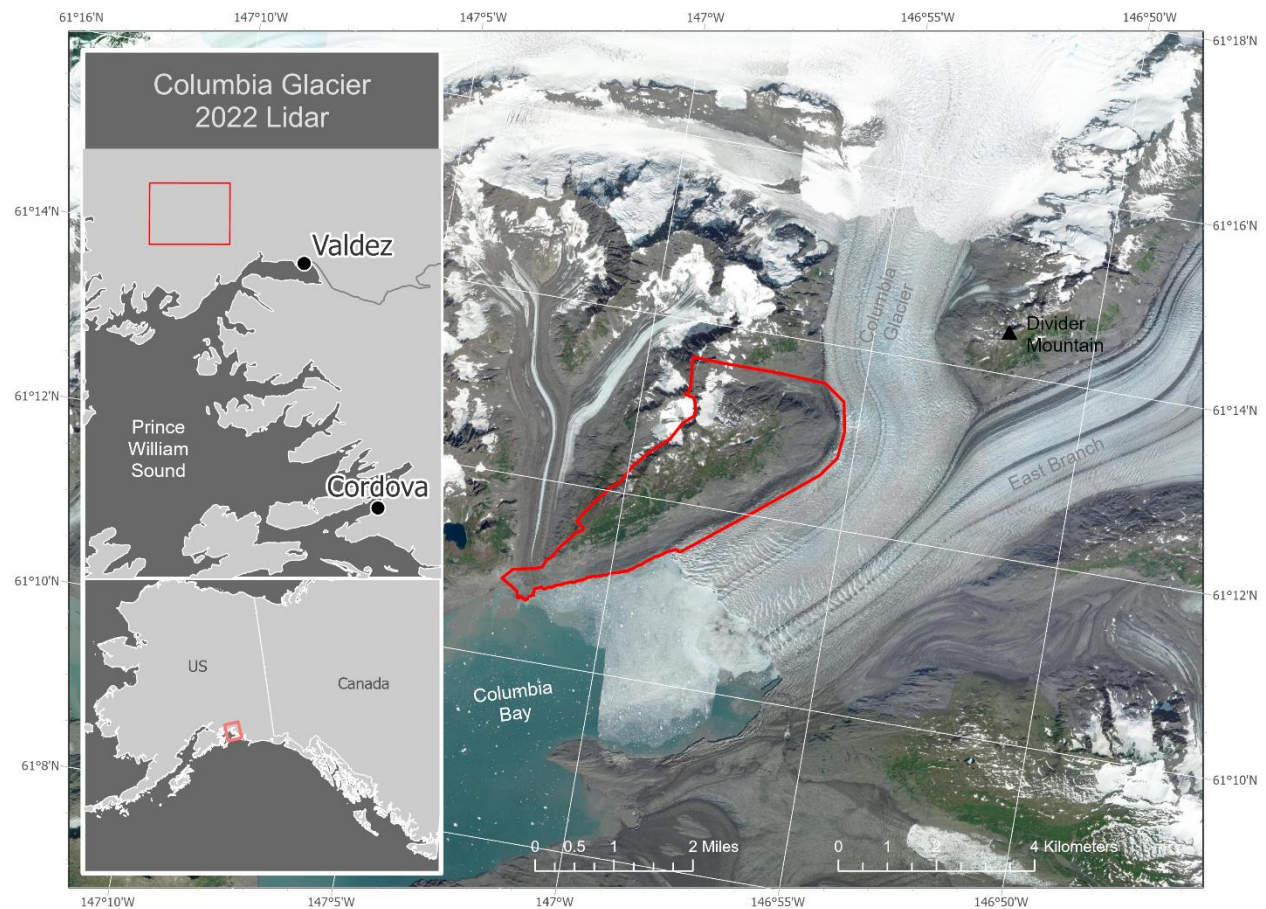 61°16'N 147°10'W 147°5'W 147°0'W 146°55'W 146°50'W
61°18'N
Columbia Glacier
2022 Lidar
61°14'N
61°16'N
Valdez
Columbia
Glacier
Divider
Mountain
61°12'N
61°14'N
Prince
William
Sound
East Branch
Cordova
61°10'N
61°12'N
US
Canada
Columbia
Bay
61°8'N
61°10'N
0 0.5 1 2 Miles
0 1 2 4 Kilometers
147°10'W 147°5'W 147°0'W 146°55'W 146°50'W